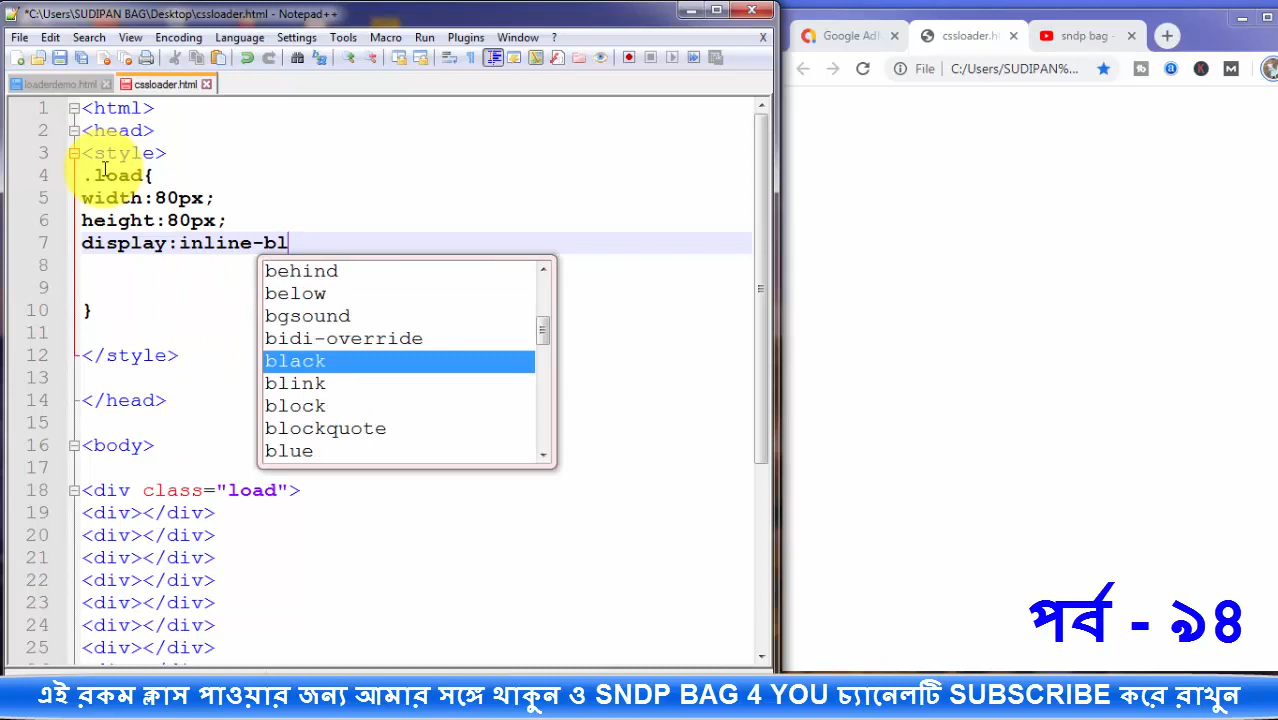 *C:\Users\SUDIPAN BAG\Desktop\cssloader.html - Notepad++
File Edit Search View Encoding Language Settings Tools Macro Run Plugins Window ? X
loaderdemo.html cssloader.html
1 <html>
2 <head>
3 <style>
4 .load{
5 width:80px;
6 height:80px;
7 display:inline-bl
8
9
10 }
11
12 </style>
13
14 </head>
15
16 <body>
17
18 <div class="load">
19 <div></div>
20 <div></div>
21 <div></div>
22 <div></div>
23 <div></div>
24 <div></div>
25 <div></div>
behind
below
bgsound
bidi-override
black
blink
block
blockquote
blue
Google Ad cssloader.h sndp bag -
File C:/Users/SUDIPAN%...
পর্ব - ৯৪
এই রকম ক্লাস পাওয়ার জন্য আমার সঙ্গে থাকুন ও SNDP BAG 4 YOU চ্যানেলটি SUBSCRIBE করে রাখুন